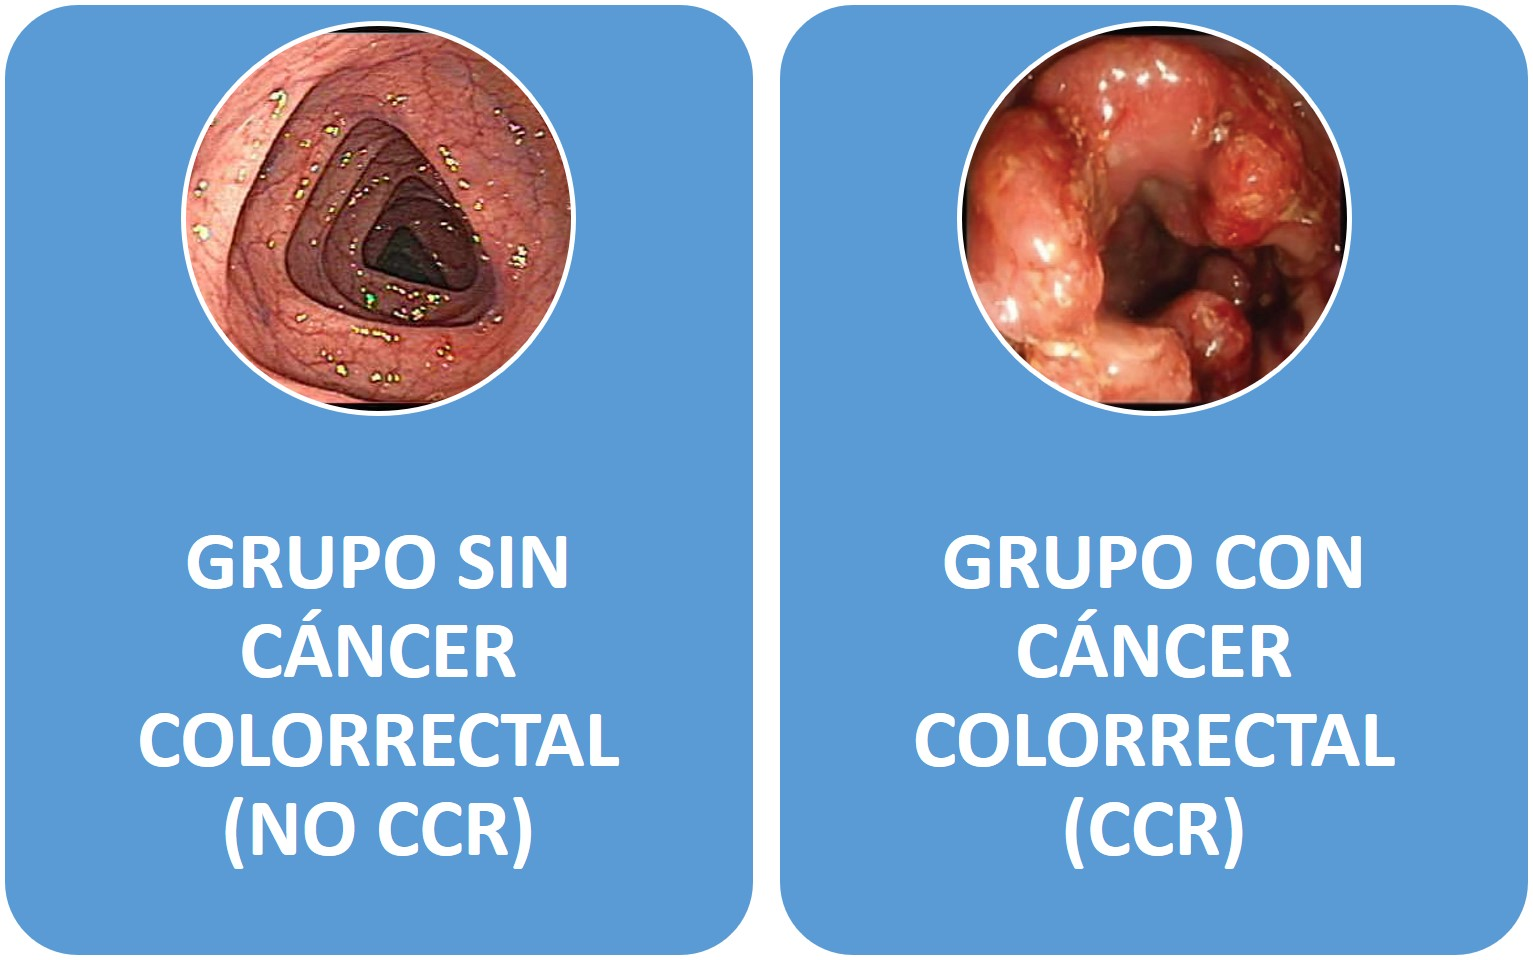 GRUPO SIN
CÁNCER
COLORRECTAL
(NO CCR)
GRUPO CON
CÁNCER
COLORRECTAL
(CCR)